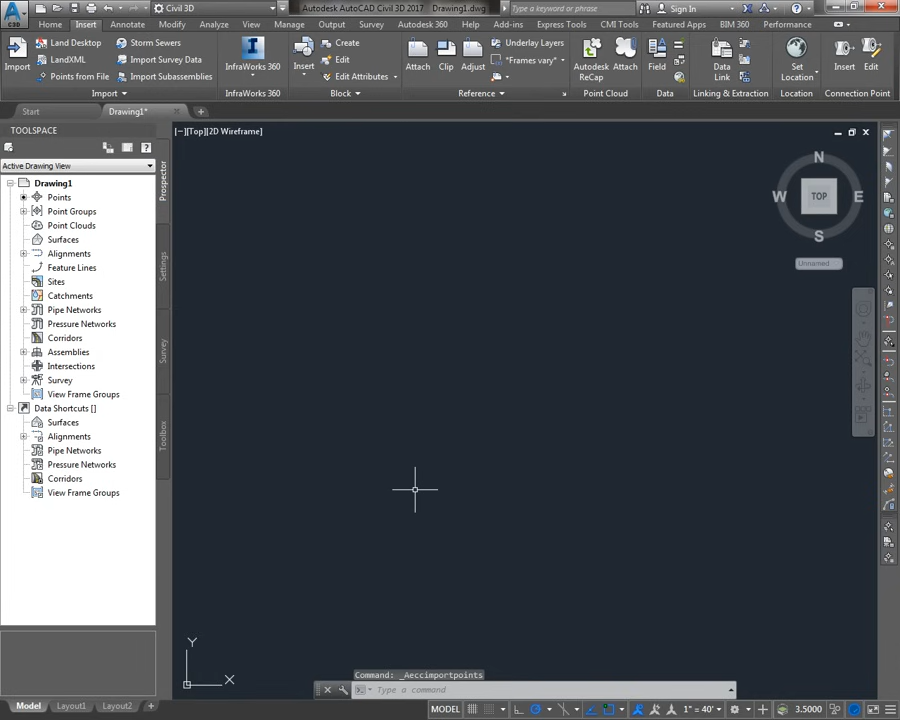 C3D
Civil 3D
Autodesk AutoCAD Civil 3D 2017 Drawing1.dwg
Type a keyword or phrase
Sign In
Home Insert Annotate Modify Analyze View Manage Output Survey Autodesk 360 Help Add-ins Express Tools CMI Tools Featured Apps BIM 360 Performance
Import
Land Desktop
LandXML
Points from File
Storm Sewers
Import Survey Data
Import Subassemblies
InfraWorks 360
Insert
Create
Edit
Edit Attributes
Attach
Clip
Adjust
Underlay Layers
*Frames vary*
Autodesk ReCap
Attach
Field
Data Link
Set Location
Insert
Edit
Import
InfraWorks 360
Block
Reference
Point Cloud
Data
Linking & Extraction
Location
Connection Point
Start
Drawing1*
TOOLSPACE
Active Drawing View
Drawing1
Points
Point Groups
Point Clouds
Surfaces
Alignments
Feature Lines
Sites
Catchments
Pipe Networks
Pressure Networks
Corridors
Assemblies
Intersections
Survey
View Frame Groups
Data Shortcuts []
Surfaces
Alignments
Pipe Networks
Pressure Networks
Corridors
View Frame Groups
Prospector
Settings
Survey
Toolbox
[−][Top][2D Wireframe]
N
W
TOP
E
S
Unnamed
Y
X
Command: _Aeccimportpoints
Type a command
Model Layout1 Layout2
MODEL
1" = 40'
3.5000